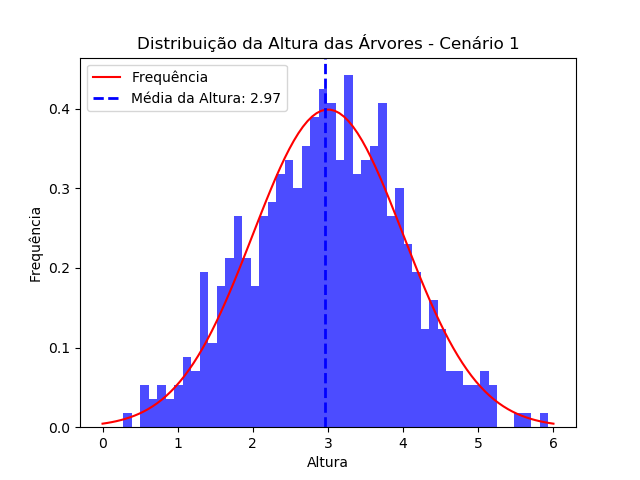 Distribuição da Altura das Árvores - Cenário 1
Frequência
Média da Altura: 2.97
Frequência
0.4
0.3
0.2
0.1
0.0
0 1 2 3 4 5 6
Altura